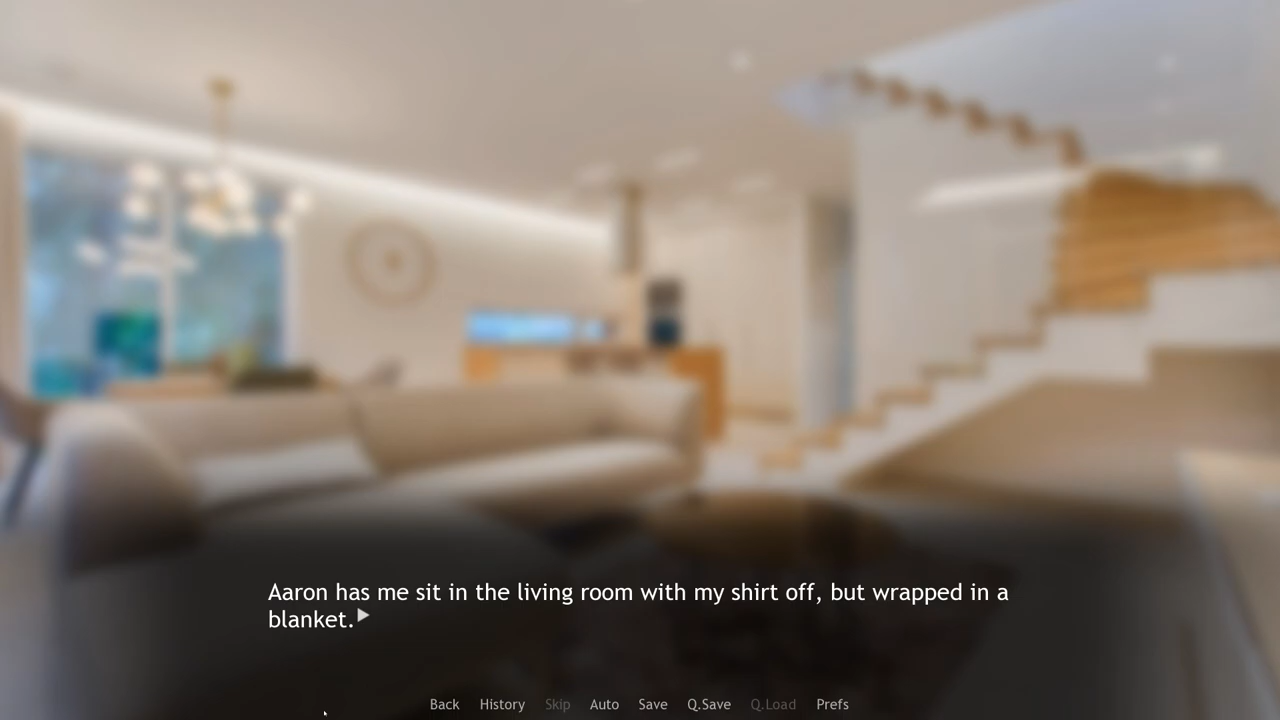 Aaron has me sit in the living room with my shirt off, but wrapped in a
blanket.
Back History Skip Auto Save Q.Save Q.Load Prefs